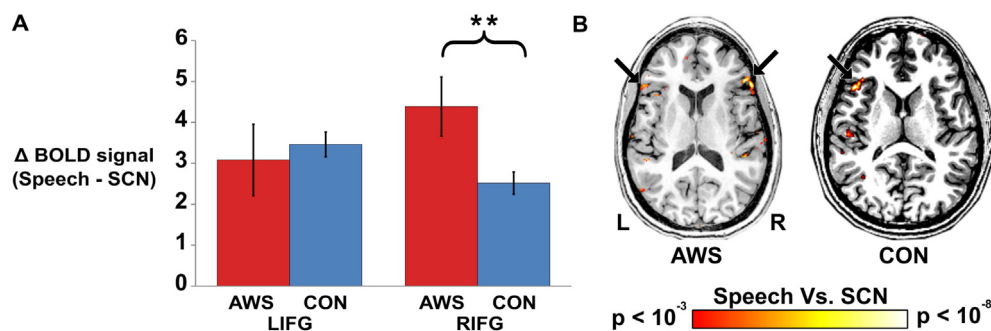 A
6
5
4
3
2
1
0
Δ BOLD signal
(Speech - SCN)
**
AWS CON
LIFG
AWS CON
RIFG
B
L
R
AWS
CON
Speech Vs. SCN
p < 10-3
p < 10-8